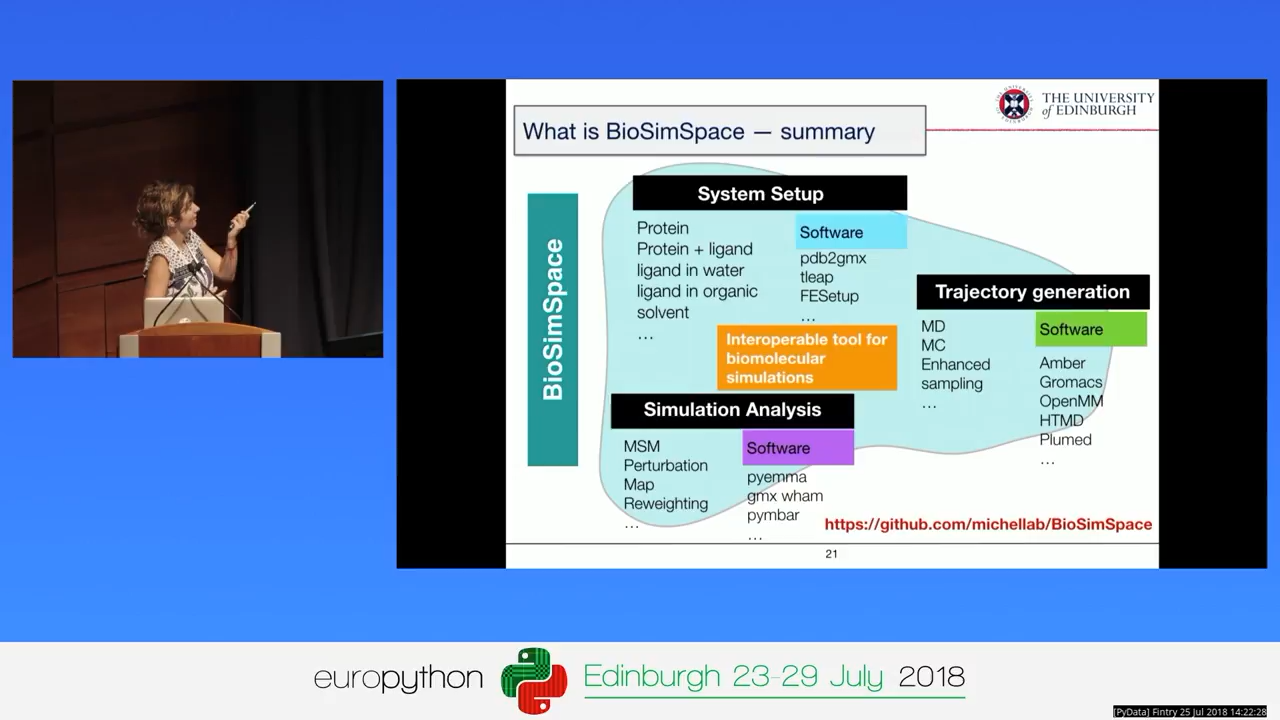 THE UNIVERSITY
of EDINBURGH
What is BioSimSpace — summary
BioSimSpace
System Setup
Protein
Protein + ligand
ligand in water
ligand in organic
solvent
...
Software
pdb2gmx
tleap
FESetup
...
Interoperable tool for
biomolecular
simulations
Trajectory generation
MD
MC
Enhanced
sampling
...
Software
Amber
Gromacs
OpenMM
HTMD
Plumed
...
Simulation Analysis
MSM
Perturbation
Map
Reweighting
...
Software
pyemma
gmx wham
pymbar
...
https://github.com/michellab/BioSimSpace
21
europython
Edinburgh 23-29 July 2018
[PyData] Fintry 25 Jul 2018 14:22:28